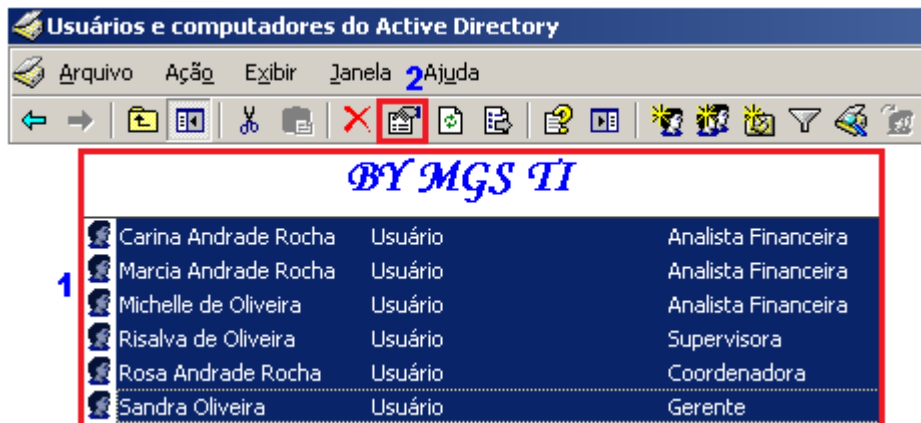 Usuários e computadores do Active Directory
Arquivo Ação Exibir Janela 2 Ajuda
BY MGS TI
1
Carina Andrade Rocha Usuário Analista Financeira
Marcia Andrade Rocha Usuário Analista Financeira
Michelle de Oliveira Usuário Analista Financeira
Risalva de Oliveira Usuário Supervisora
Rosa Andrade Rocha Usuário Coordenadora
Sandra Oliveira Usuário Gerente